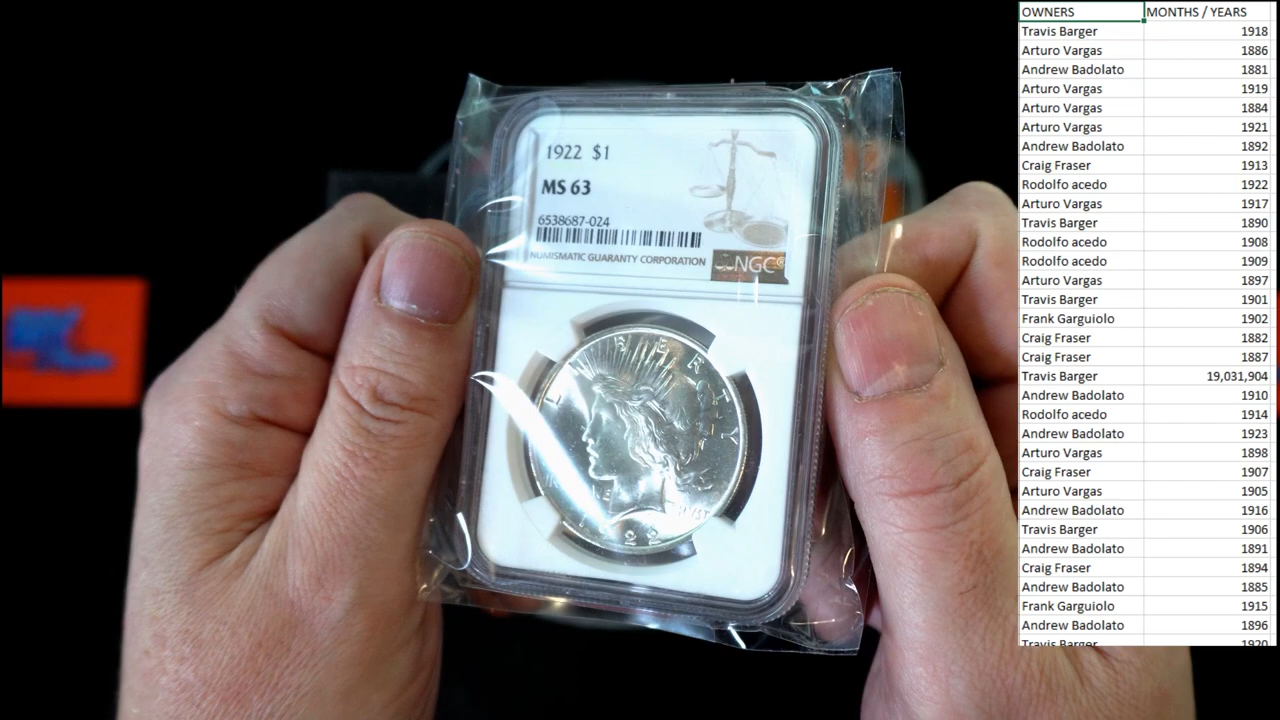 1922 $1
MS 63
6538687-024
NUMISMATIC GUARANTY CORPORATION
NGC
LIBERTY
OWNERS MONTHS / YEARS
Travis Barger 1918
Arturo Vargas 1886
Andrew Badolato 1881
Arturo Vargas 1919
Arturo Vargas 1884
Arturo Vargas 1921
Andrew Badolato 1892
Craig Fraser 1913
Rodolfo acedo 1922
Arturo Vargas 1917
Travis Barger 1890
Rodolfo acedo 1908
Rodolfo acedo 1909
Arturo Vargas 1897
Travis Barger 1901
Frank Garguiolo 1902
Craig Fraser 1882
Craig Fraser 1887
Travis Barger 19,031,904
Andrew Badolato 1910
Rodolfo acedo 1914
Andrew Badolato 1923
Arturo Vargas 1898
Craig Fraser 1907
Arturo Vargas 1905
Andrew Badolato 1916
Travis Barger 1906
Andrew Badolato 1891
Craig Fraser 1894
Andrew Badolato 1885
Frank Garguiolo 1915
Andrew Badolato 1896
Travis Barger 1920